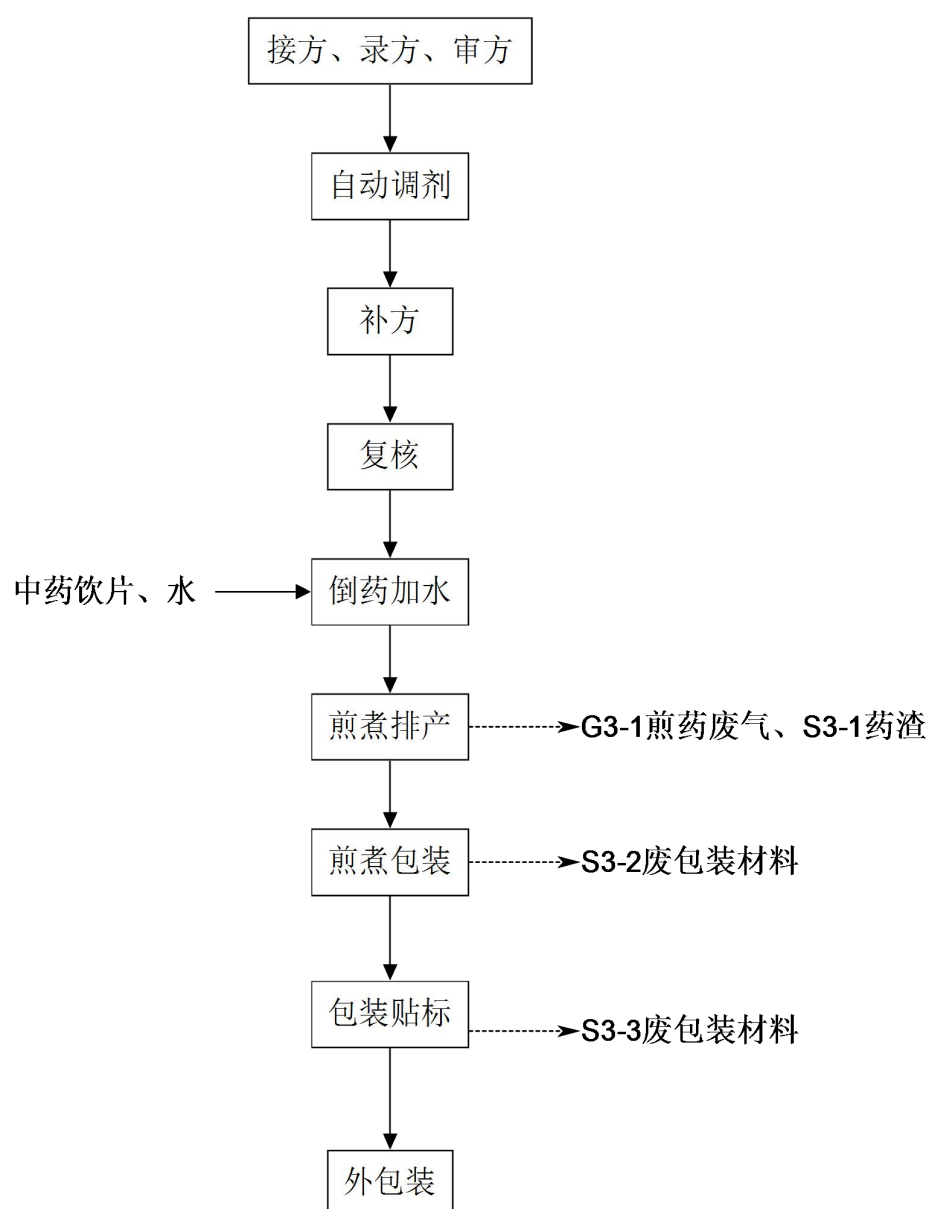 接方、录方、审方
自动调剂
补方
复核
中药饮片、水
倒药加水
煎煮排产
G3-1煎药废气、S3-1药渣
煎煮包装
S3-2废包装材料
包装贴标
S3-3废包装材料
外包装